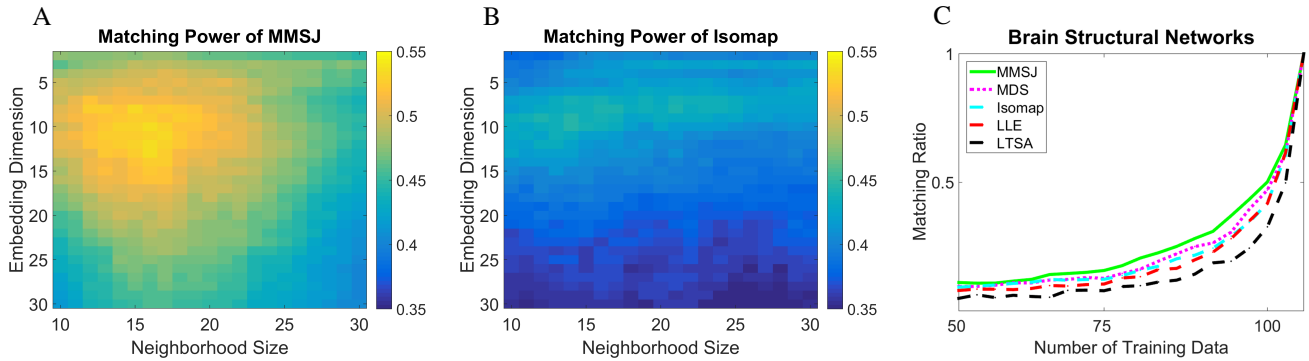 A
Matching Power of MMSJ
Embedding Dimension
5
10
15
20
25
30
10
15
20
25
30
Neighborhood Size
0.55
0.5
0.45
0.4
0.35
B
Matching Power of Isomap
Embedding Dimension
5
10
15
20
25
30
10
15
20
25
30
Neighborhood Size
0.55
0.5
0.45
0.4
0.35
C
Brain Structural Networks
Matching Ratio
1
0.5
MMSJ
MDS
Isomap
LLE
LTSA
50
75
100
Number of Training Data